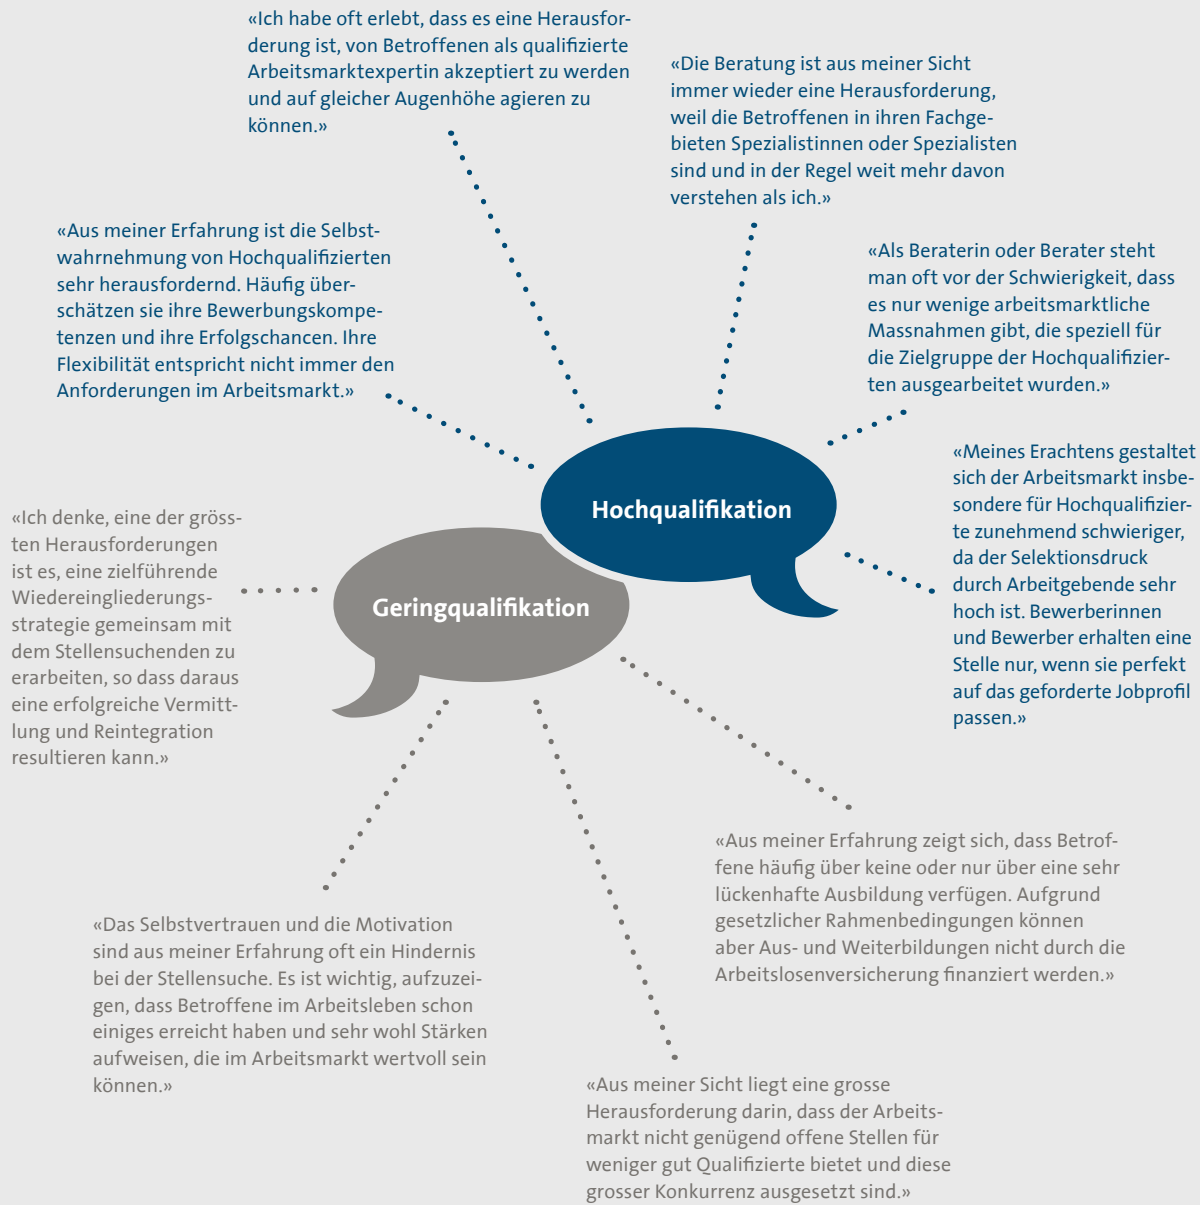 «Ich habe oft erlebt, dass es eine Herausfor-
derung ist, von Betroffenen als qualifizierte
Arbeitsmarktexpertin akzeptiert zu werden
und auf gleicher Augenhöhe agieren zu
können.»
«Die Beratung ist aus meiner Sicht
immer wieder eine Herausforderung,
weil die Betroffenen in ihren Fachge-
bieten Spezialistinnen oder Spezialisten
sind und in der Regel weit mehr davon
verstehen als ich.»
«Aus meiner Erfahrung ist die Selbst-
wahrnehmung von Hochqualifizierten
sehr herausfordernd. Häufig über-
schätzen sie ihre Bewerbungskompe-
tenzen und ihre Erfolgschancen. Ihre
Flexibilität entspricht nicht immer den
Anforderungen im Arbeitsmarkt.»
«Als Beraterin oder Berater steht
man oft vor der Schwierigkeit, dass
es nur wenige arbeitsmarktliche
Massnahmen gibt, die speziell für
die Zielgruppe der Hochqualifizier-
ten ausgearbeitet wurden.»
«Meines Erachtens gestaltet
sich der Arbeitsmarkt insbe-
sondere für Hochqualifizier-
te zunehmend schwieriger,
da der Selektionsdruck
durch Arbeitgebende sehr
hoch ist. Bewerberinnen
und Bewerber erhalten eine
Stelle nur, wenn sie perfekt
auf das geforderte Jobprofil
passen.»
Hochqualifikation
Geringqualifikation
«Ich denke, eine der gröss-
ten Herausforderungen
ist es, eine zielführende
Wiedereingliederungs-
strategie gemeinsam mit
dem Stellensuchenden zu
erarbeiten, so dass daraus
eine erfolgreiche Vermitt-
lung und Reintegration
resultieren kann.»
«Aus meiner Erfahrung zeigt sich, dass Betrof-
fene häufig über keine oder nur über eine sehr
lückenhafte Ausbildung verfügen. Aufgrund
gesetzlicher Rahmenbedingungen können
aber Aus- und Weiterbildungen nicht durch die
Arbeitslosenversicherung finanziert werden.»
«Das Selbstvertrauen und die Motivation
sind aus meiner Erfahrung oft ein Hindernis
bei der Stellensuche. Es ist wichtig, aufzuzei-
gen, dass Betroffene im Arbeitsleben schon
einiges erreicht haben und sehr wohl Stärken
aufweisen, die im Arbeitsmarkt wertvoll sein
können.»
«Aus meiner Sicht liegt eine grosse
Herausforderung darin, dass der Arbeits-
markt nicht genügend offene Stellen für
weniger gut Qualifizierte bietet und diese
grosser Konkurrenz ausgesetzt sind.»